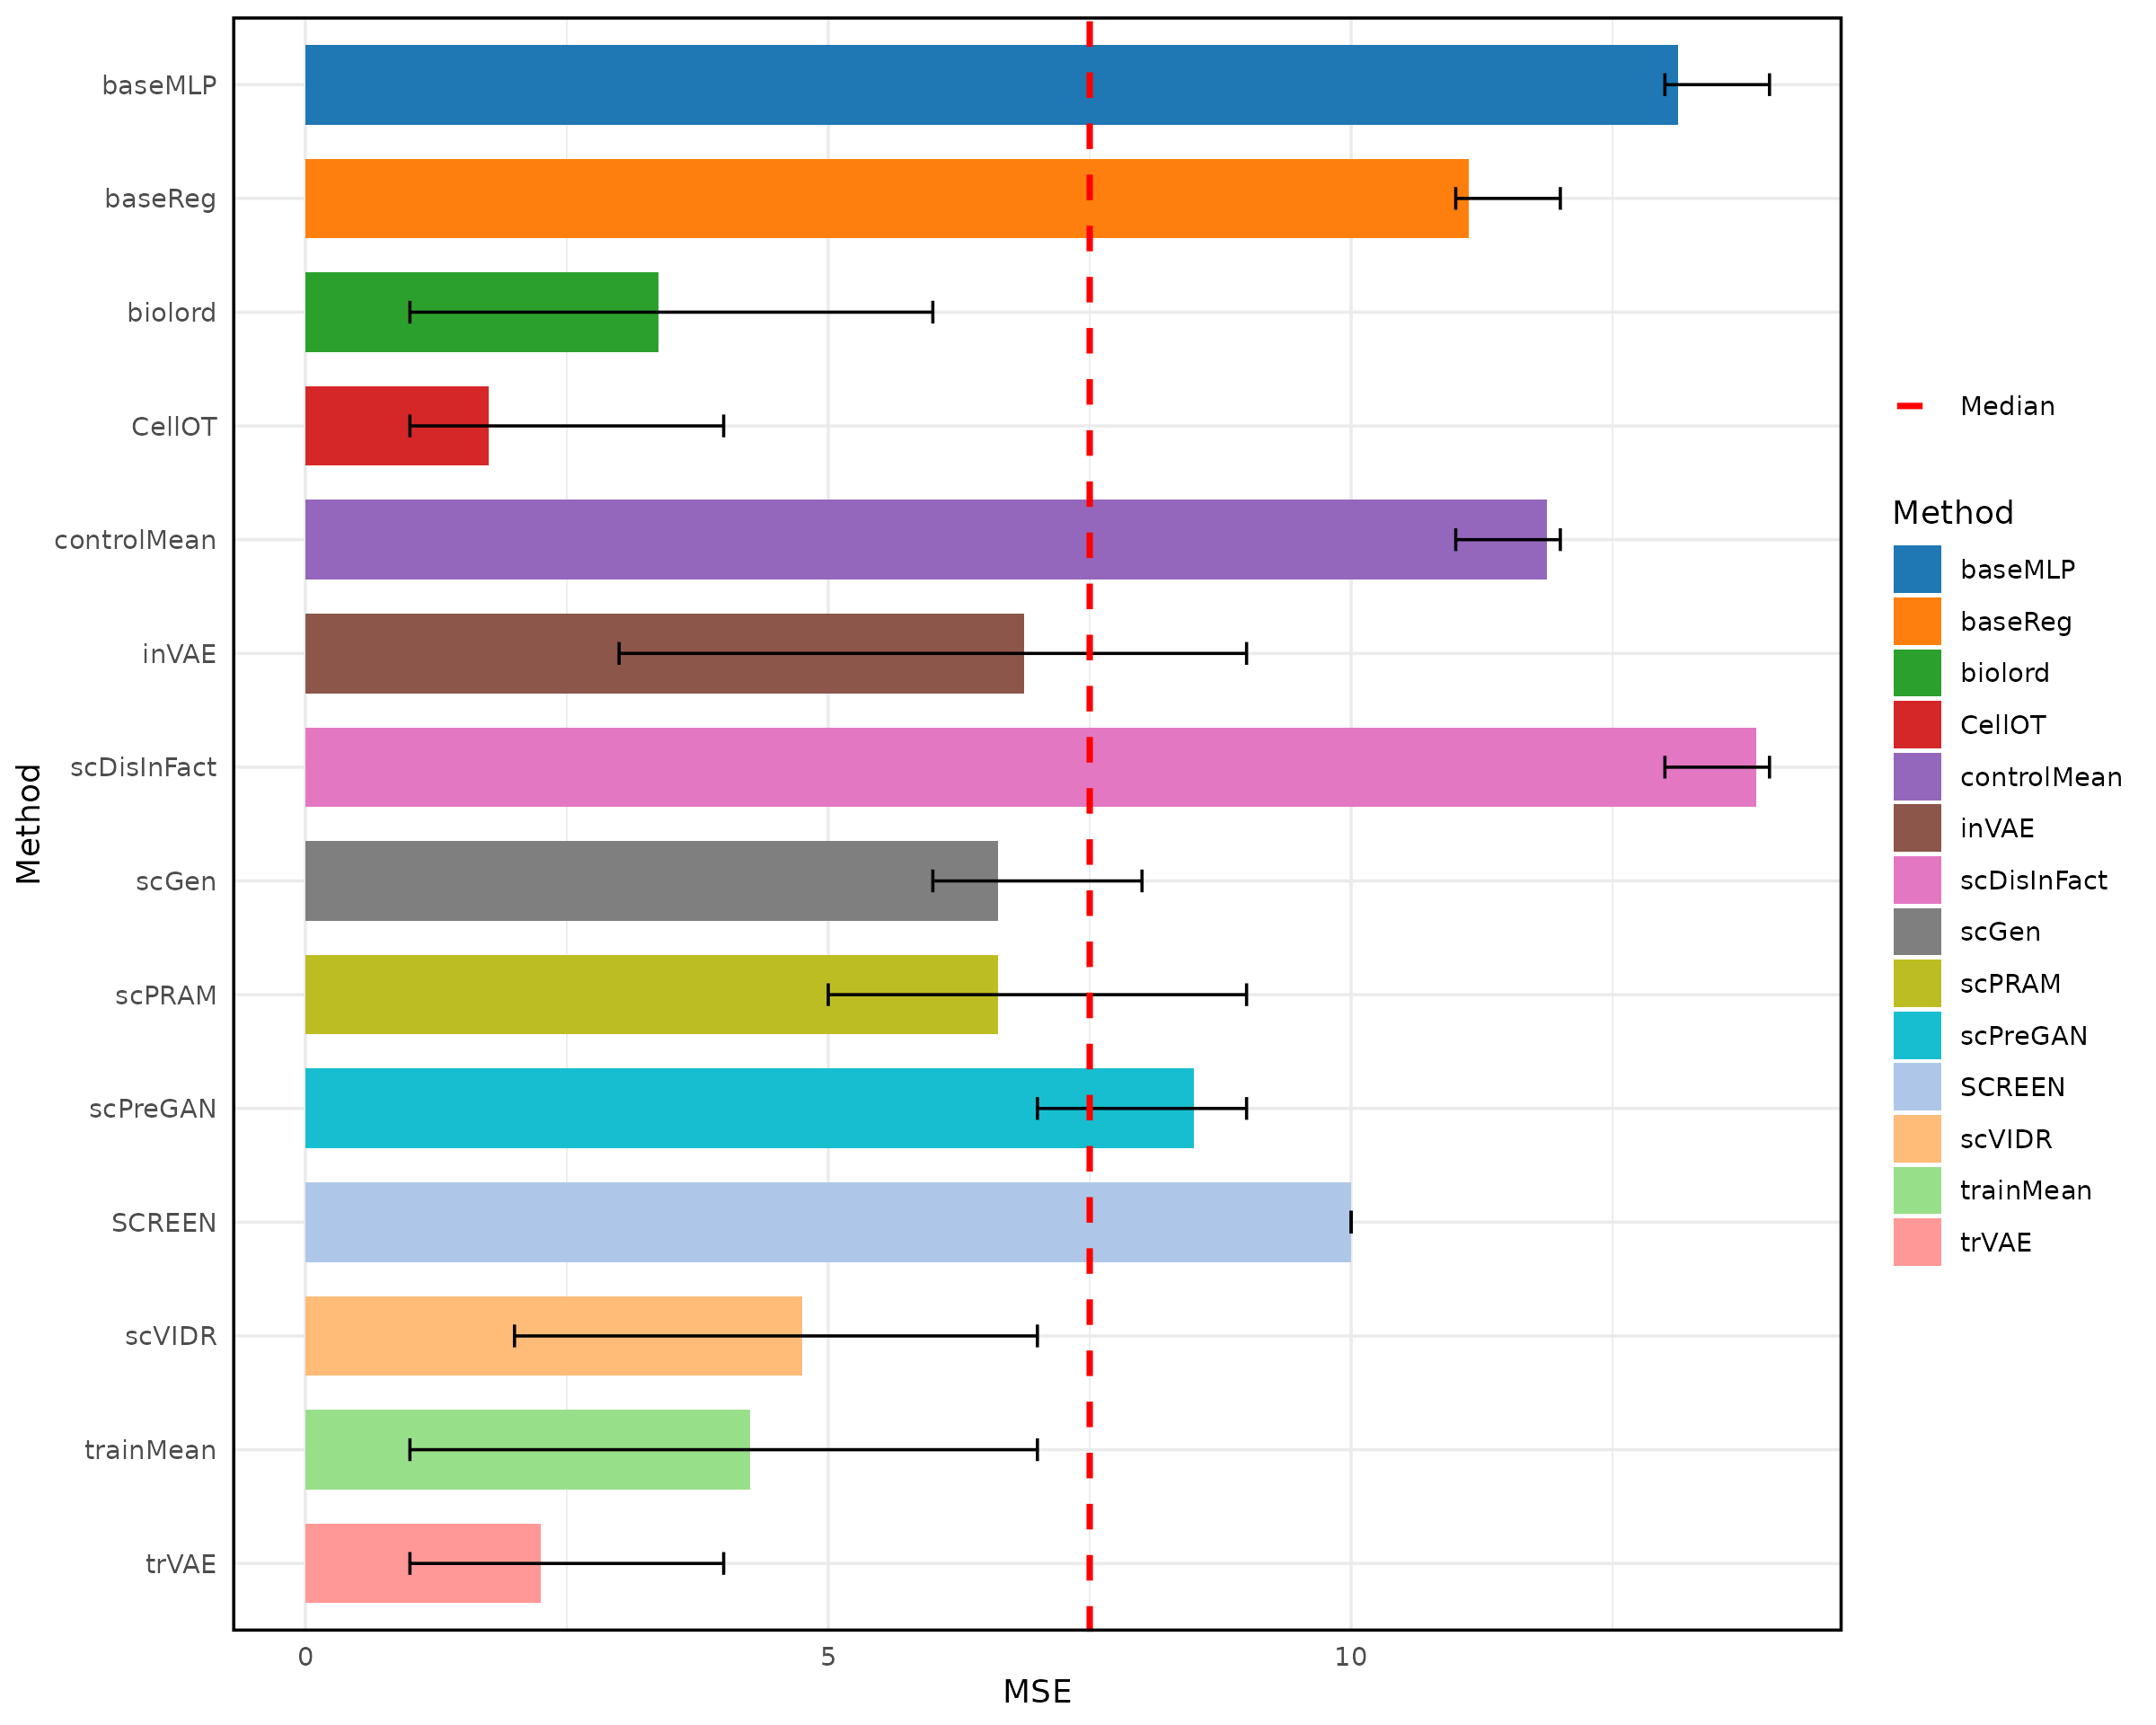 baseMLP
baseReg
biolord
CellOT
controlMean
inVAE
scDisInFact
scGen
scPRAM
scPreGAN
SCREEN
scVIDR
trainMean
trVAE
Method
0 5 10
MSE
Median
Method
baseMLP
baseReg
biolord
CellOT
controlMean
inVAE
scDisInFact
scGen
scPRAM
scPreGAN
SCREEN
scVIDR
trainMean
trVAE